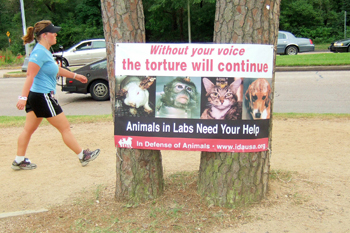 Without your voice
the torture will continue
Animals in Labs Need Your Help
In Defense of Animals - www.idausa.org